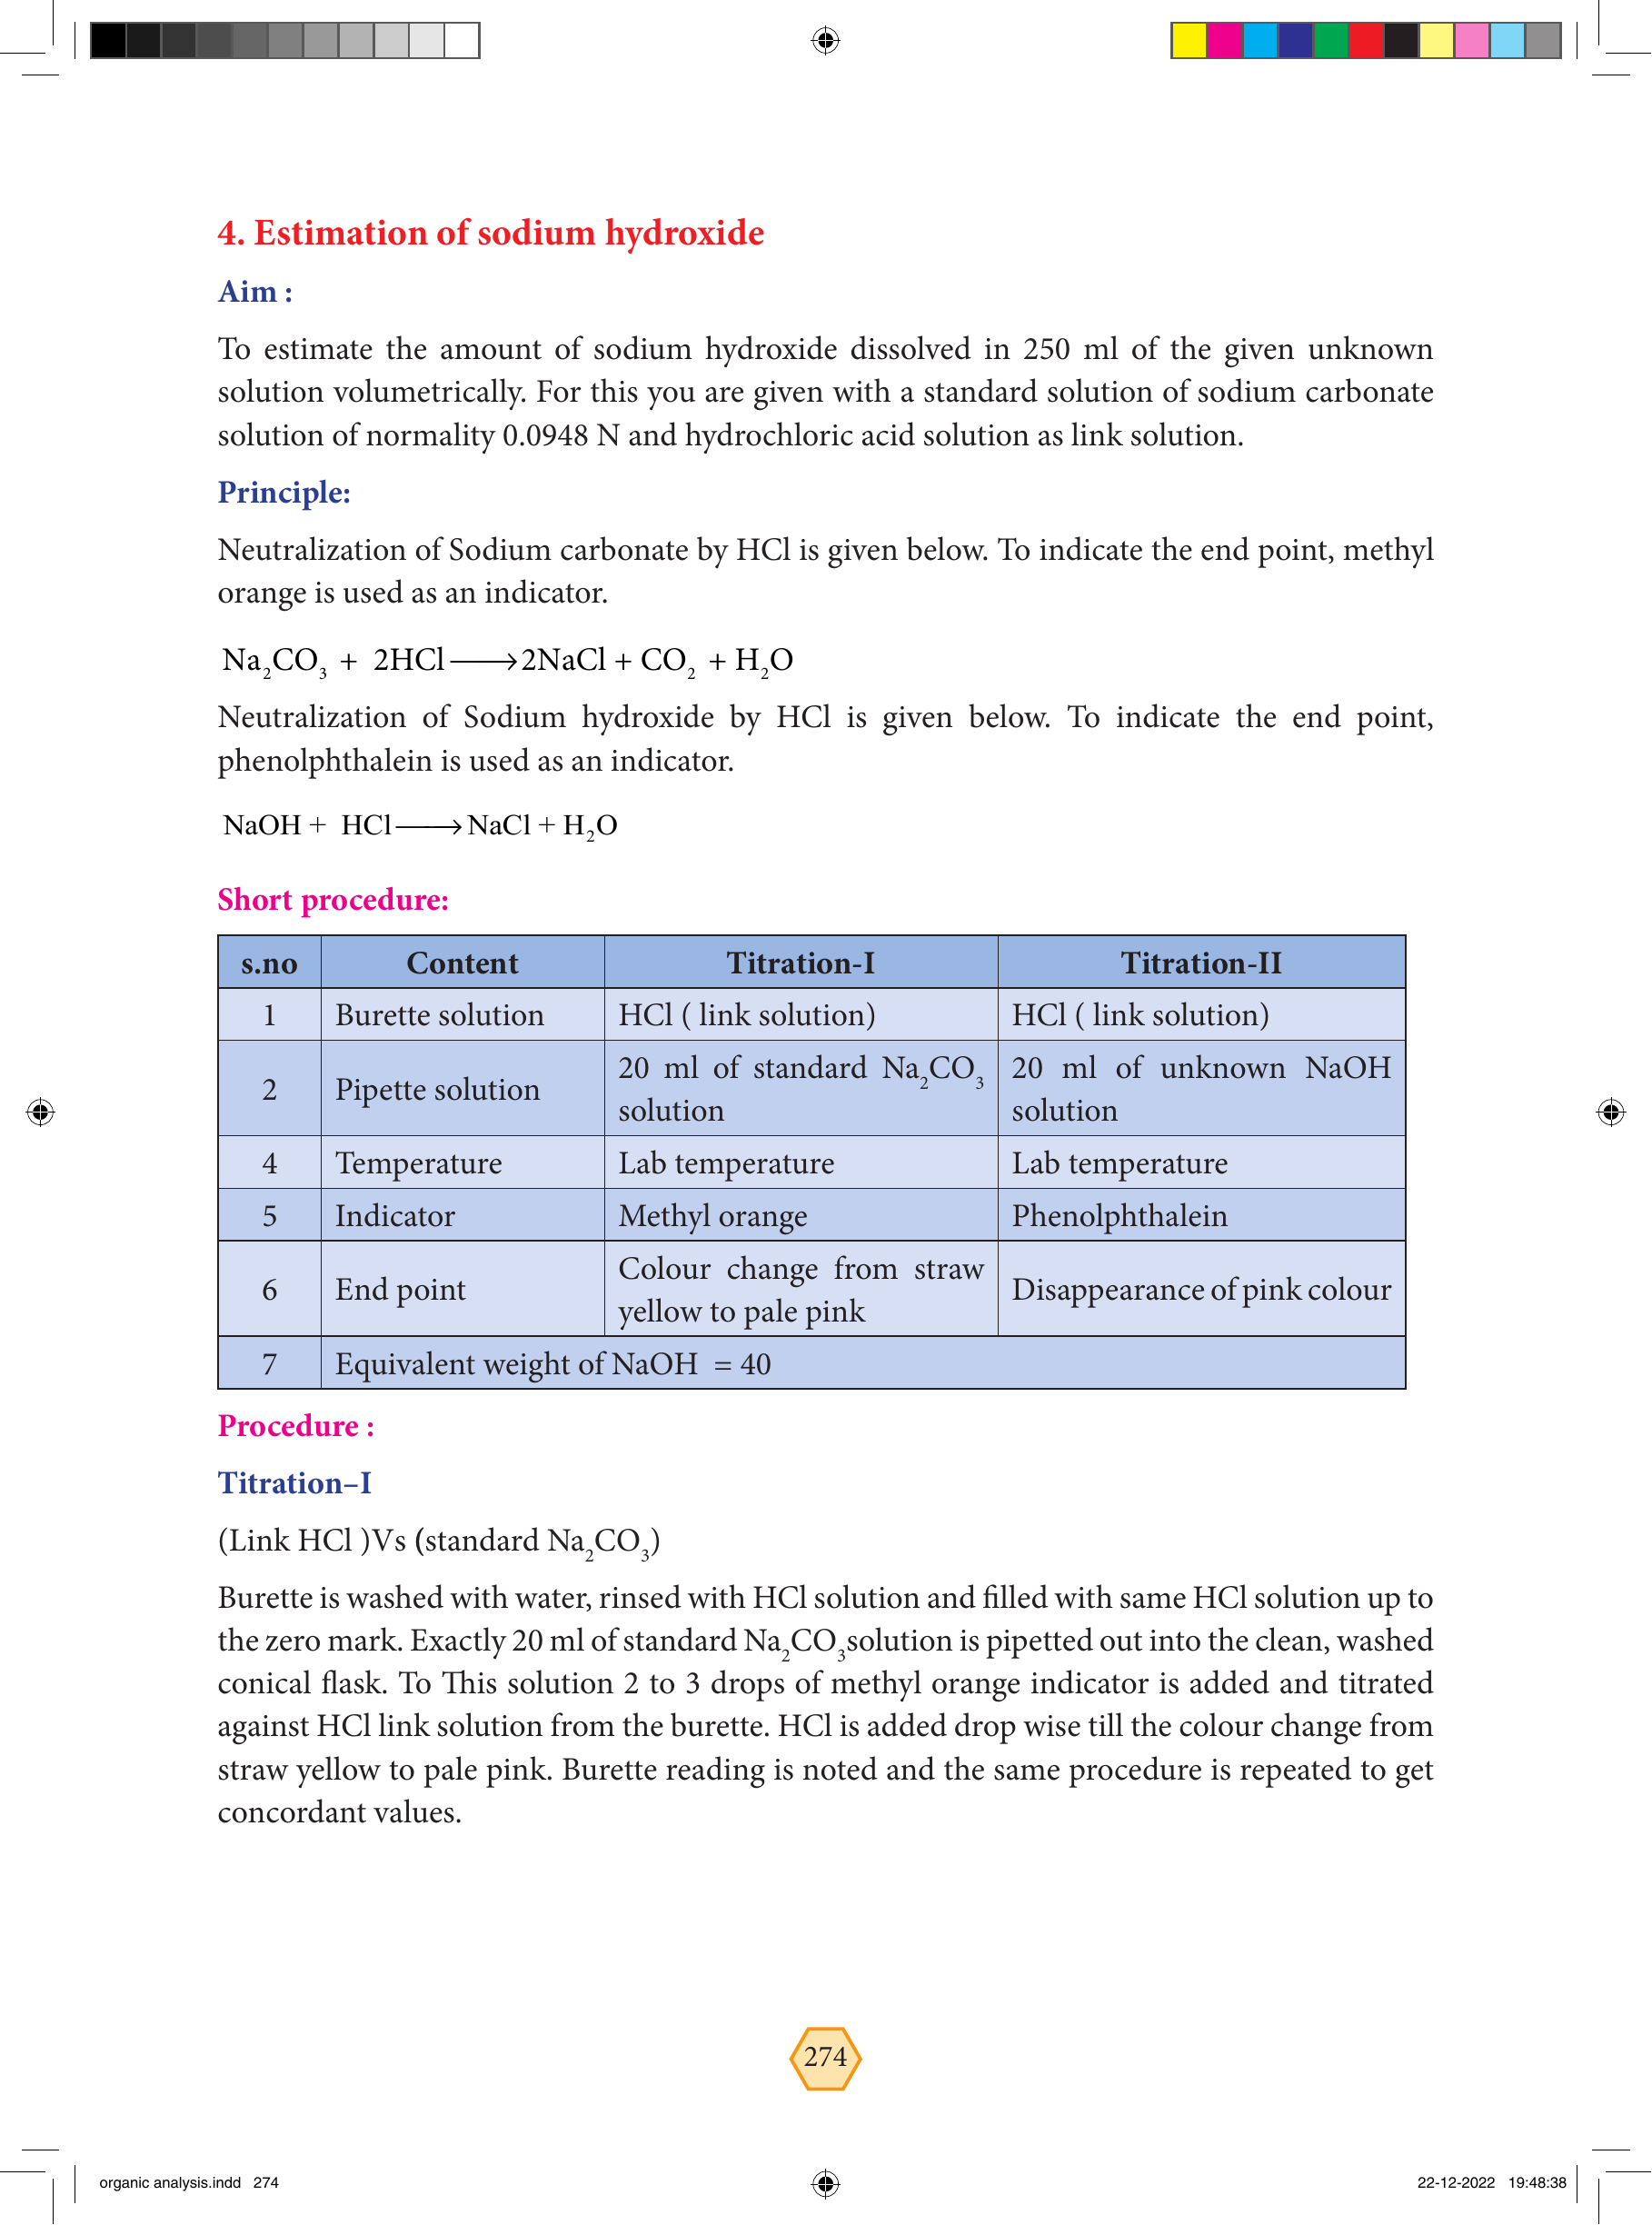 4. Estimation of sodium hydroxide
Aim :
To estimate the amount of sodium hydroxide dissolved in 250 ml of the given unknown
solution volumetrically. For this you are given with a standard solution of sodium carbonate
solution of normality 0.0948 N and hydrochloric acid solution as link solution.
Principle:
Neutralization of Sodium carbonate by HCl is given below. To indicate the end point, methyl
orange is used as an indicator.
Na₂CO₃ + 2HCl ⟶ 2NaCl + CO₂ + H₂O
Neutralization of Sodium hydroxide by HCl is given below. To indicate the end point,
phenolphthalein is used as an indicator.
NaOH + HCl ⟶ NaCl + H₂O
Short procedure:
s.no Content Titration-I Titration-II
1 Burette solution HCl ( link solution) HCl ( link solution)
2 Pipette solution 20 ml of standard Na₂CO₃ solution 20 ml of unknown NaOH solution
4 Temperature Lab temperature Lab temperature
5 Indicator Methyl orange Phenolphthalein
6 End point Colour change from straw yellow to pale pink Disappearance of pink colour
7 Equivalent weight of NaOH = 40
Procedure :
Titration–I
(Link HCl )Vs (standard Na₂CO₃)
Burette is washed with water, rinsed with HCl solution and filled with same HCl solution up to
the zero mark. Exactly 20 ml of standard Na₂CO₃solution is pipetted out into the clean, washed
conical flask. To This solution 2 to 3 drops of methyl orange indicator is added and titrated
against HCl link solution from the burette. HCl is added drop wise till the colour change from
straw yellow to pale pink. Burette reading is noted and the same procedure is repeated to get
concordant values.
274
organic analysis.indd 274 22-12-2022 19:48:38